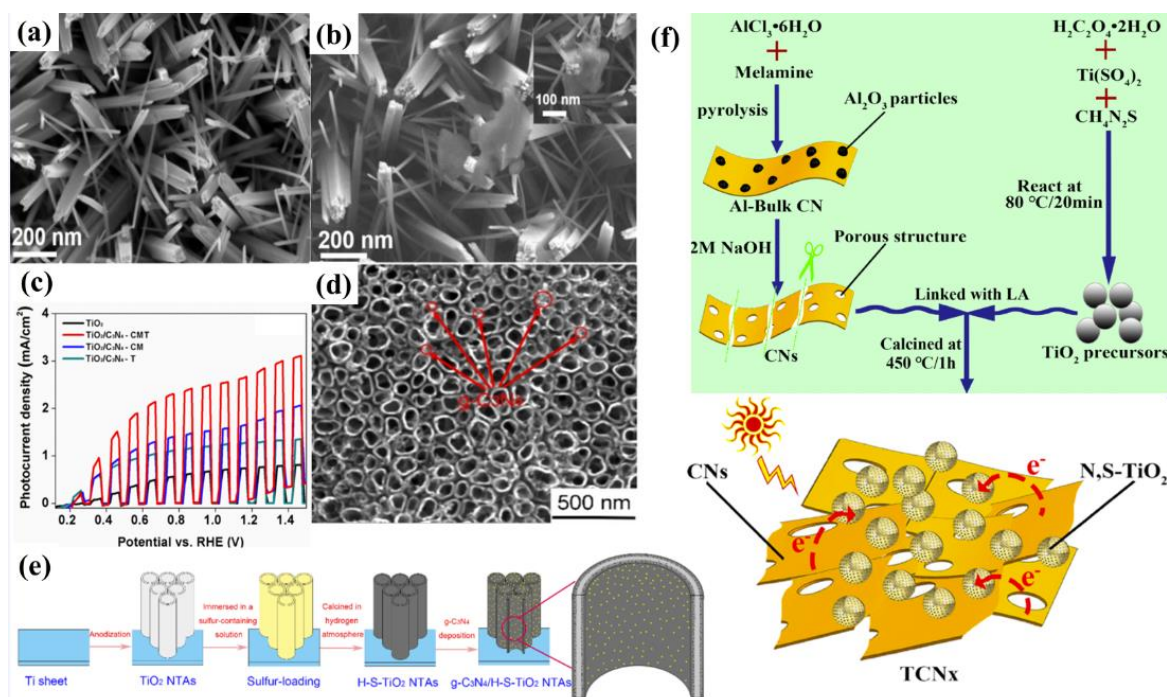 (a)
200 nm
(b)
100 nm
200 nm
(c)
Photocurrent density (mA/cm²)
4
3
2
1
0
TiO₂
TiO₂/C₃N₄ - CMT
TiO₂/C₃N₄ - CM
TiO₂/C₃N₄ - T
0.2 0.4 0.6 0.8 1.0 1.2 1.4
Potential vs. RHE (V)
(d)
g-C₃N₄
500 nm
(e)
Ti sheet
Anodization
TiO₂ NTAs
Immersed in a
sulfur-containing
solution
Sulfur-loading
Calcined in
hydrogen
atmosphere
H-S-TiO₂ NTAs
g-C₃N₄
deposition
g-C₃N₄/H-S-TiO₂ NTAs
(f)
AlCl₃•6H₂O
+
Melamine
pyrolysis
Al₂O₃ particles
Al-Bulk CN
2M NaOH
Porous structure
CNs
H₂C₂O₄•2H₂O
+
Ti(SO₄)₂
+
CH₄N₂S
React at
80 °C/20min
TiO₂ precursors
Linked with LA
Calcined at
450 °C/1h
CNs
N,S-TiO₂
e⁻
e⁻
e⁻
TCNx